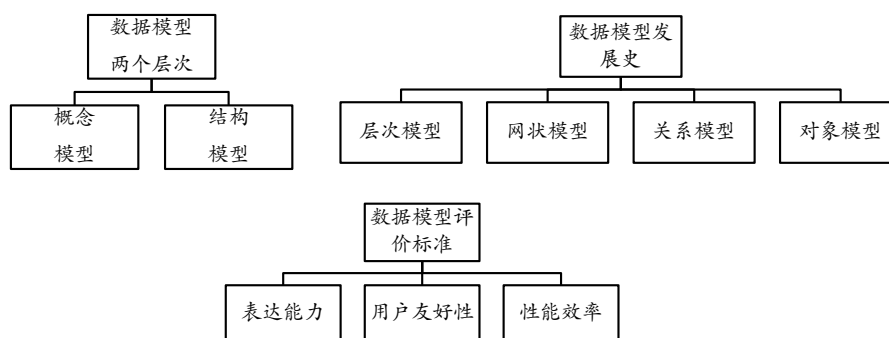 数据模型
两个层次
概念
模型
结构
模型
数据模型发
展史
层次模型
网状模型
关系模型
对象模型
数据模型评
价标准
表达能力
用户友好性
性能效率